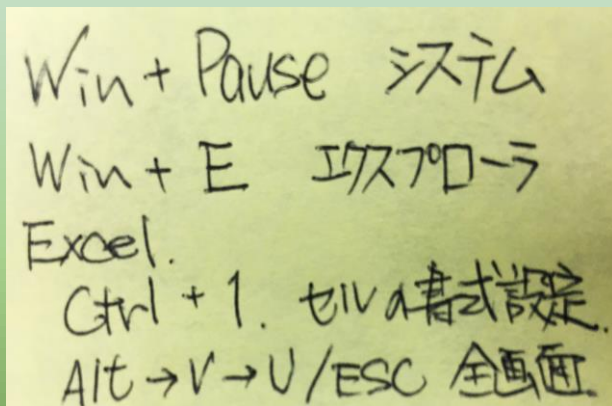 Win + Pause システム
Win + E エクスプローラ
Excel.
Ctrl + 1. セルの書式設定.
Alt→V→U/ESC 全画面.